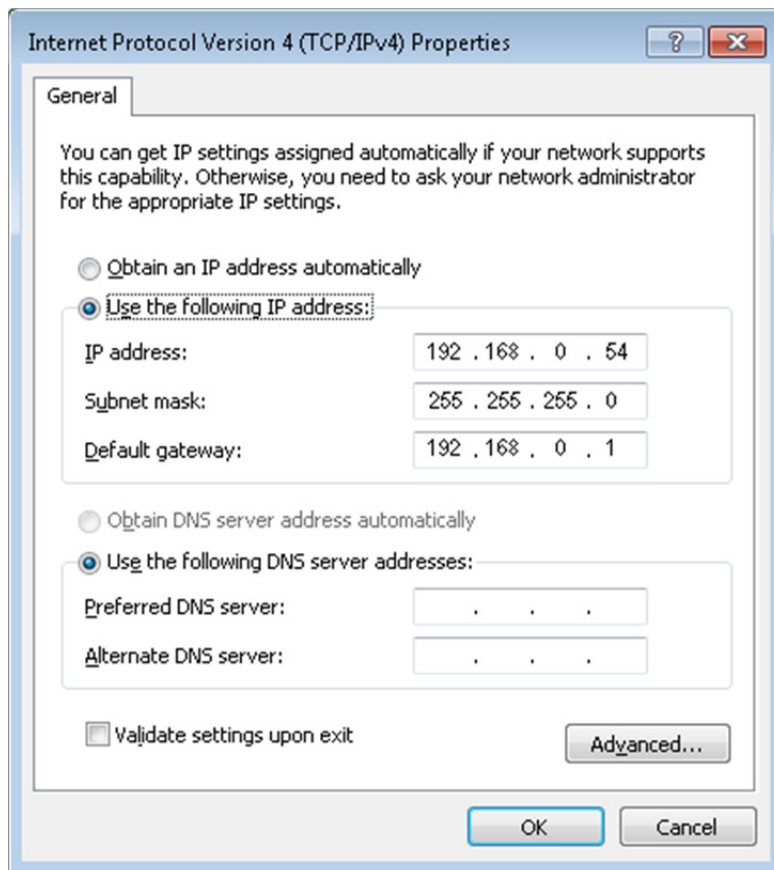 Internet Protocol Version 4 (TCP/IPv4) Properties
?
General
You can get IP settings assigned automatically if your network supports
this capability. Otherwise, you need to ask your network administrator
for the appropriate IP settings.
Obtain an IP address automatically
Use the following IP address:
IP address: 192 . 168 . 0 . 54
Subnet mask: 255 . 255 . 255 . 0
Default gateway: 192 . 168 . 0 . 1
Obtain DNS server address automatically
Use the following DNS server addresses:
Preferred DNS server: . . .
Alternate DNS server: . . .
Validate settings upon exit
Advanced...
OK Cancel